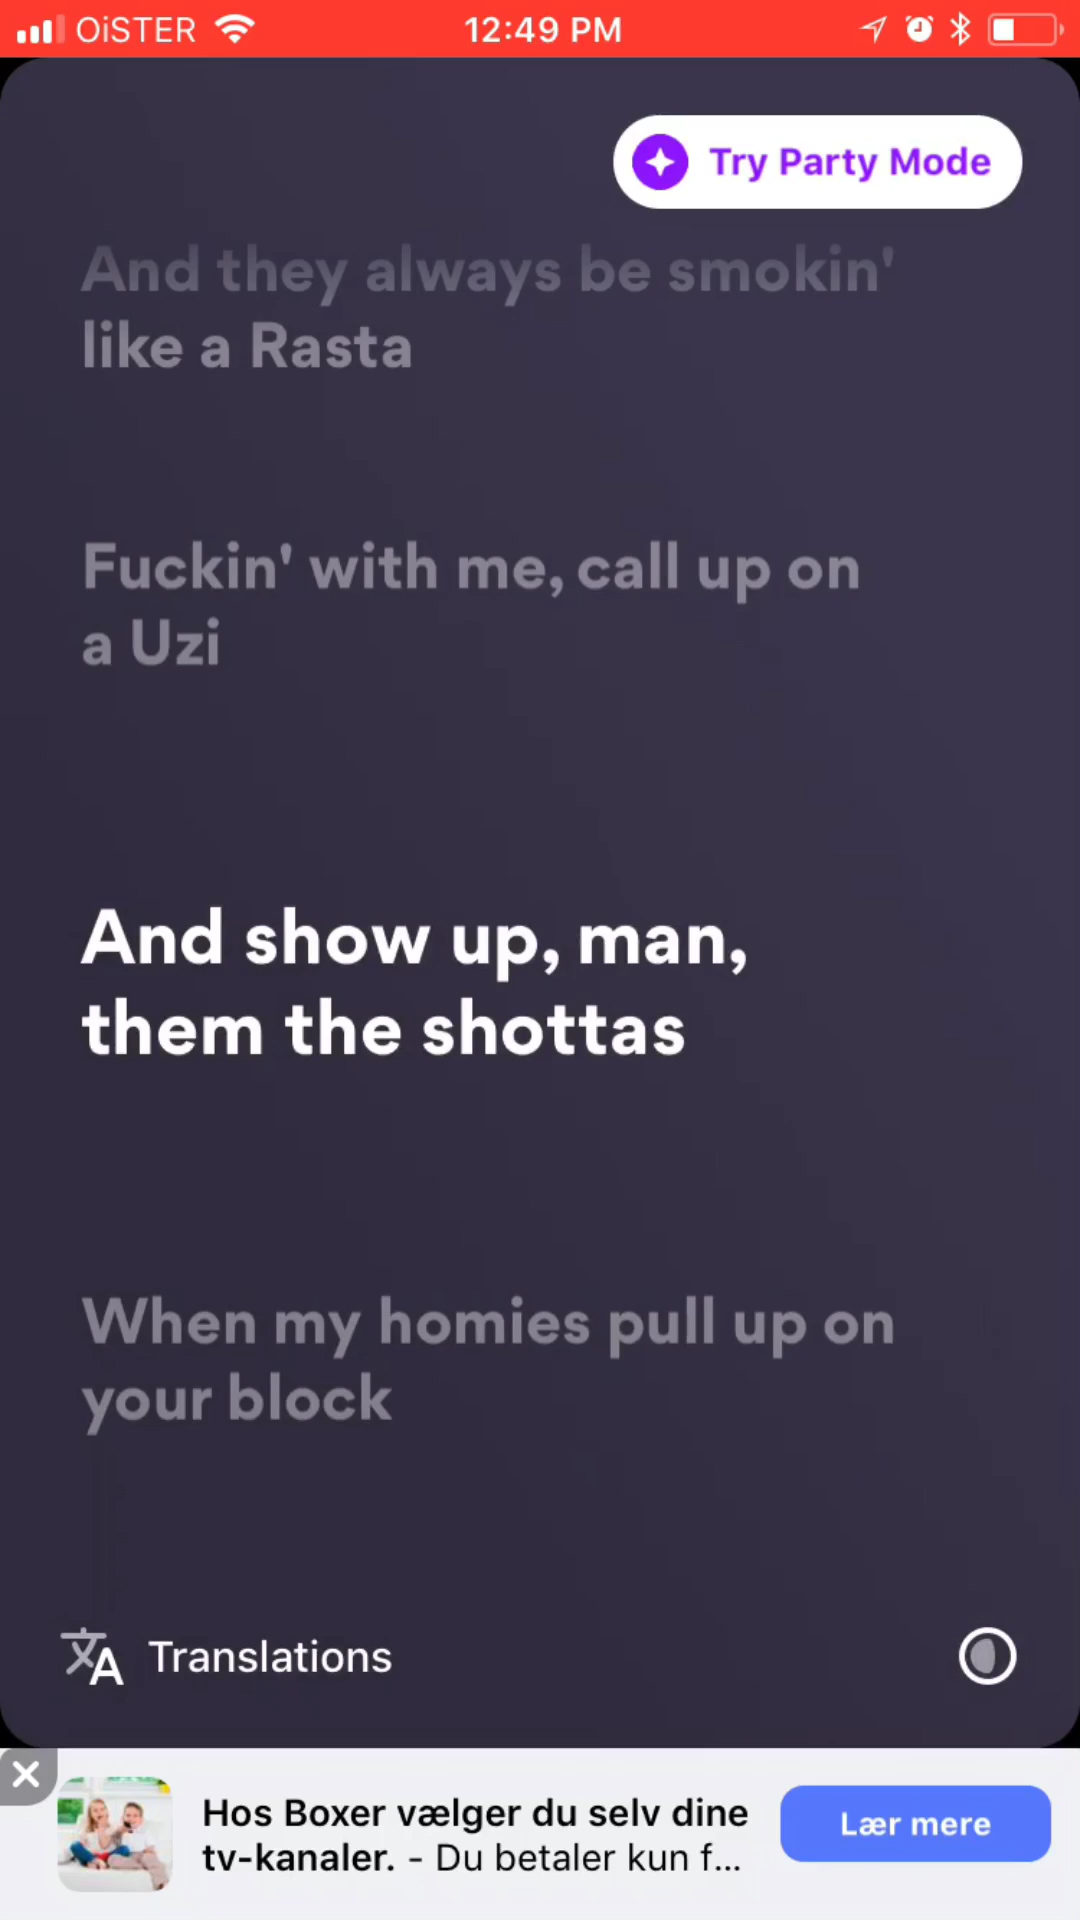 OiSTER 12:49 PM
Try Party Mode
And they always be smokin'
like a Rasta
Fuckin' with me, call up on
a Uzi
And show up, man,
them the shottas
When my homies pull up on
your block
Translations
Hos Boxer vælger du selv dine
tv-kanaler. - Du betaler kun f...
Lær mere